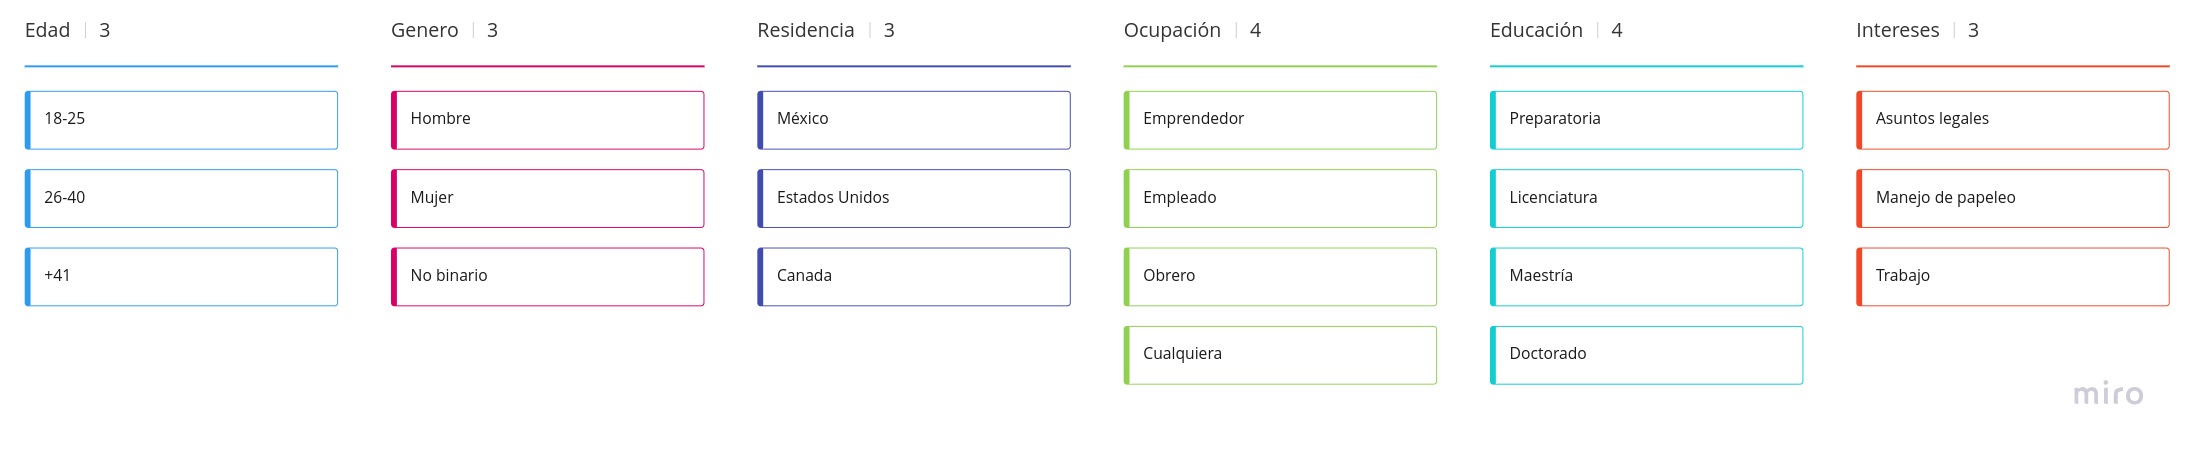 Edad | 3
18-25
26-40
+41
Genero | 3
Hombre
Mujer
No binario
Residencia | 3
México
Estados Unidos
Canada
Ocupación | 4
Emprendedor
Empleado
Obrero
Cualquiera
Educación | 4
Preparatoria
Licenciatura
Maestría
Doctorado
Intereses | 3
Asuntos legales
Manejo de papeleo
Trabajo
miro